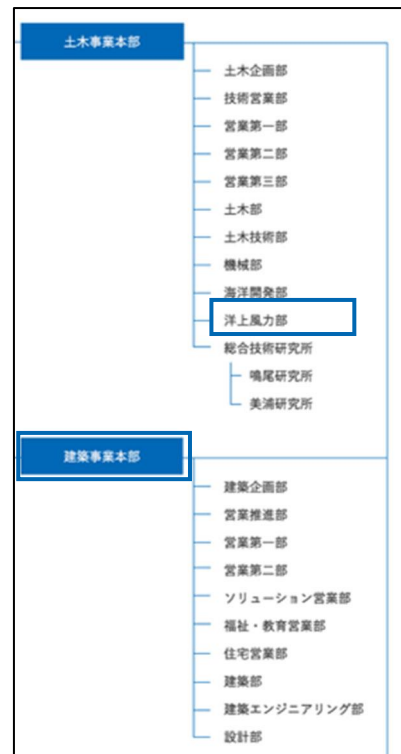 土木事業本部
土木企画部
技術営業部
営業第一部
営業第二部
営業第三部
土木部
土木技術部
機械部
海洋開発部
洋上風力部
総合技術研究所
鳴尾研究所
美浦研究所
建築事業本部
建築企画部
営業推進部
営業第一部
営業第二部
ソリューション営業部
福祉・教育営業部
住宅営業部
建築部
建築エンジニアリング部
設計部